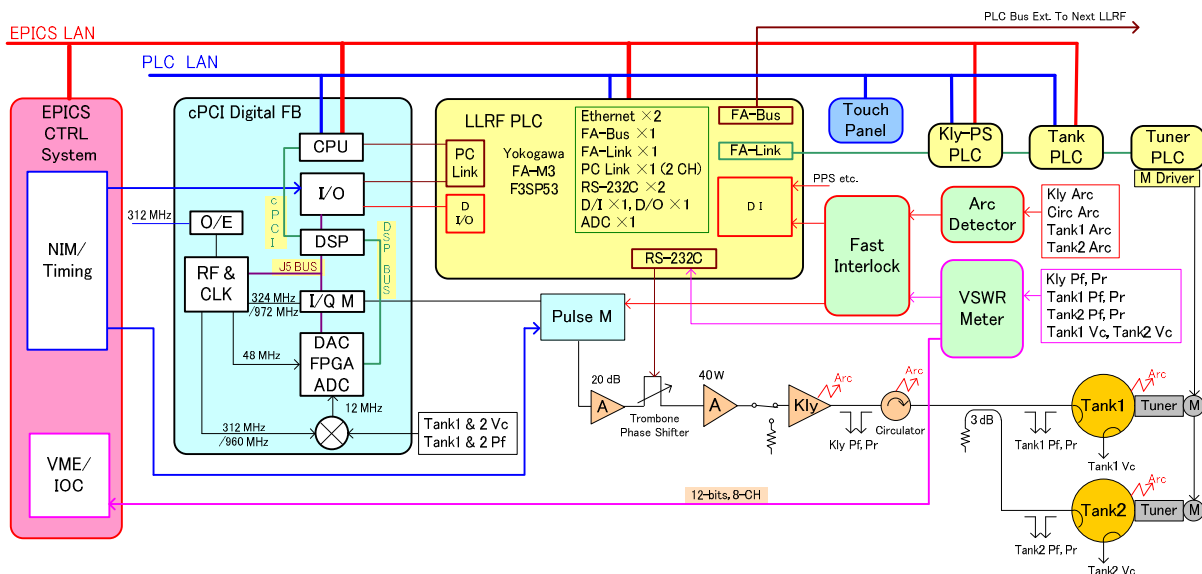 PLC Bus Ext. To Next LLRF
EPICS LAN
PLC LAN
EPICS
CTRL
System
NIM/
Timing
VME/
IOC
cPCI Digital FB
CPU
I/O
cPCI
312 MHz
O/E
DSP
DSP BUS
J5 BUS
RF &
CLK
324 MHz
/972 MHz
I/Q M
DAC
FPGA
ADC
48 MHz
12 MHz
312 MHz
/960 MHz
Tank1 & 2 Vc
Tank1 & 2 Pf
LLRF PLC
Yokogawa
FA-M3
F3SP53
PC
Link
D
I/O
Ethernet ×2
FA-Bus ×1
FA-Link ×1
PC Link ×1 (2 CH)
RS-232C ×2
D/I ×1, D/O ×1
ADC ×1
FA-Bus
FA-Link
D I
RS-232C
PPS etc.
Touch
Panel
Kly-PS
PLC
Tank
PLC
Tuner
PLC
M Driver
Fast
Interlock
Arc
Detector
Kly Arc
Circ Arc
Tank1 Arc
Tank2 Arc
VSWR
Meter
Kly Pf, Pr
Tank1 Pf, Pr
Tank2 Pf, Pr
Tank1 Vc, Tank2 Vc
Pulse M
20 dB
A
Trombone
Phase Shifter
40W
A
Kly
Arc
Kly Pf, Pr
Arc
Circulator
3 dB
Tank1 Pf, Pr
Tank1
Arc
Tuner
M
Tank1 Vc
12-bits, 8-CH
Tank2
Arc
Tuner
M
Tank2 Pf, Pr
Tank2 Vc